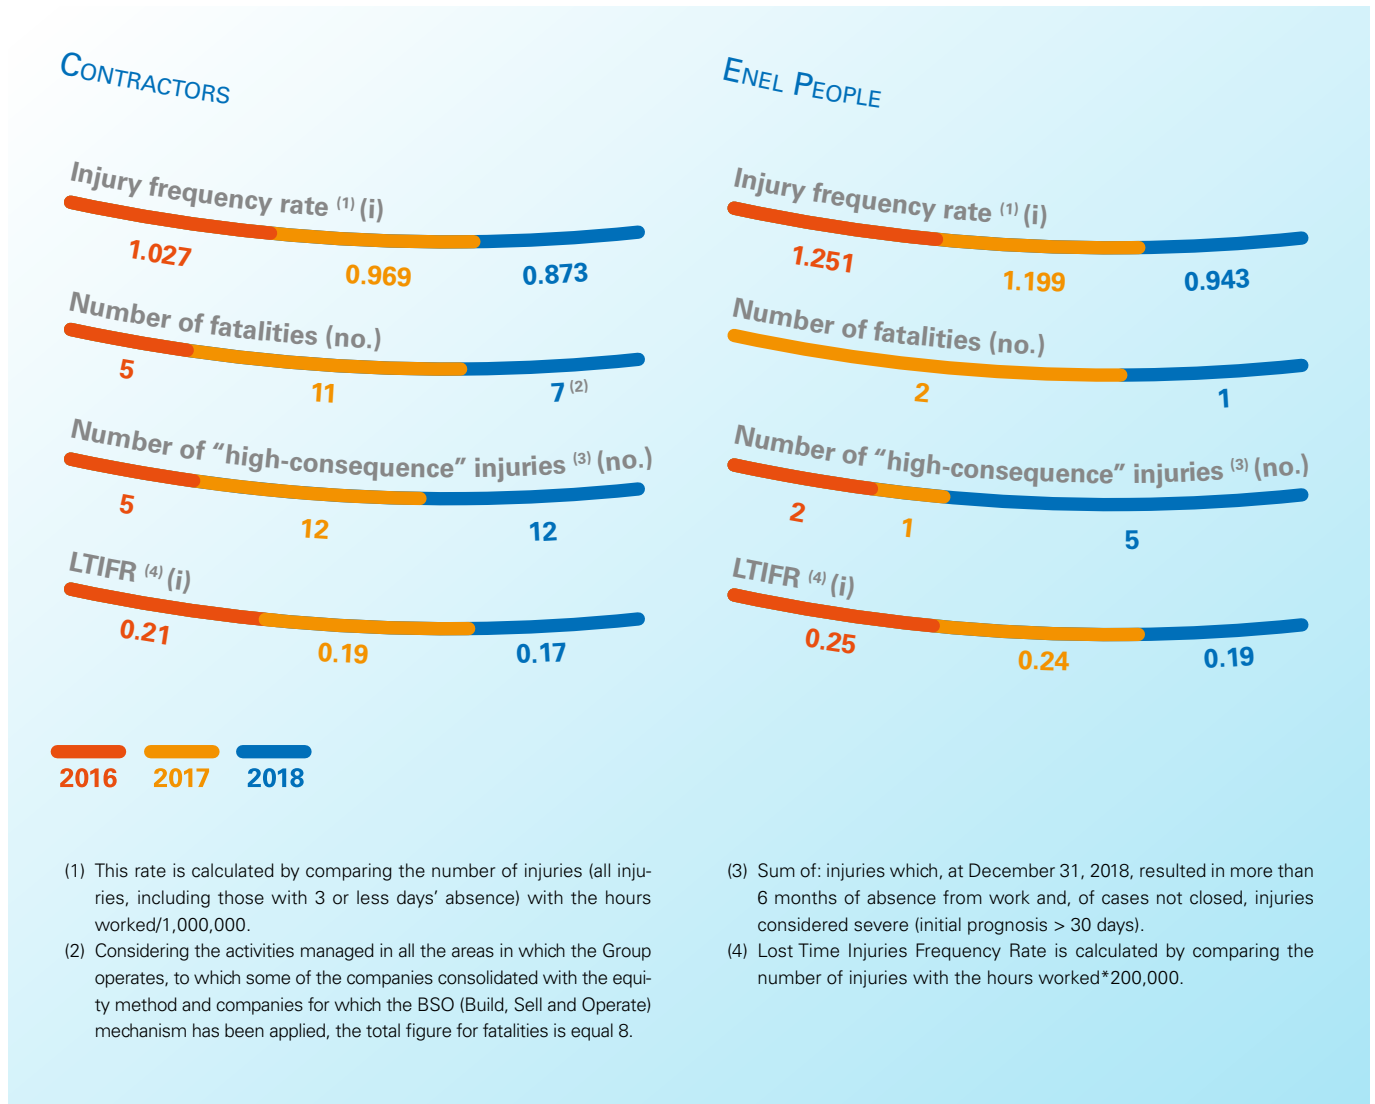 CONTRACTORS
Injury frequency rate (1) (i)
1.027
0.969
0.873
Number of fatalities (no.)
5
11
7 (2)
Number of “high-consequence” injuries (3) (no.)
5
12
12
LTIFR (4) (i)
0.21
0.19
0.17
ENEL PEOPLE
Injury frequency rate (1) (i)
1.251
1.199
0.943
Number of fatalities (no.)
2
1
Number of “high-consequence” injuries (3) (no.)
2
1
5
LTIFR (4) (i)
0.25
0.24
0.19
2016 2017 2018
(1) This rate is calculated by comparing the number of injuries (all inju-
ries, including those with 3 or less days’ absence) with the hours
worked/1,000,000.
(2) Considering the activities managed in all the areas in which the Group
operates, to which some of the companies consolidated with the equi-
ty method and companies for which the BSO (Build, Sell and Operate)
mechanism has been applied, the total figure for fatalities is equal 8.
(3) Sum of: injuries which, at December 31, 2018, resulted in more than
6 months of absence from work and, of cases not closed, injuries
considered severe (initial prognosis > 30 days).
(4) Lost Time Injuries Frequency Rate is calculated by comparing the
number of injuries with the hours worked*200,000.